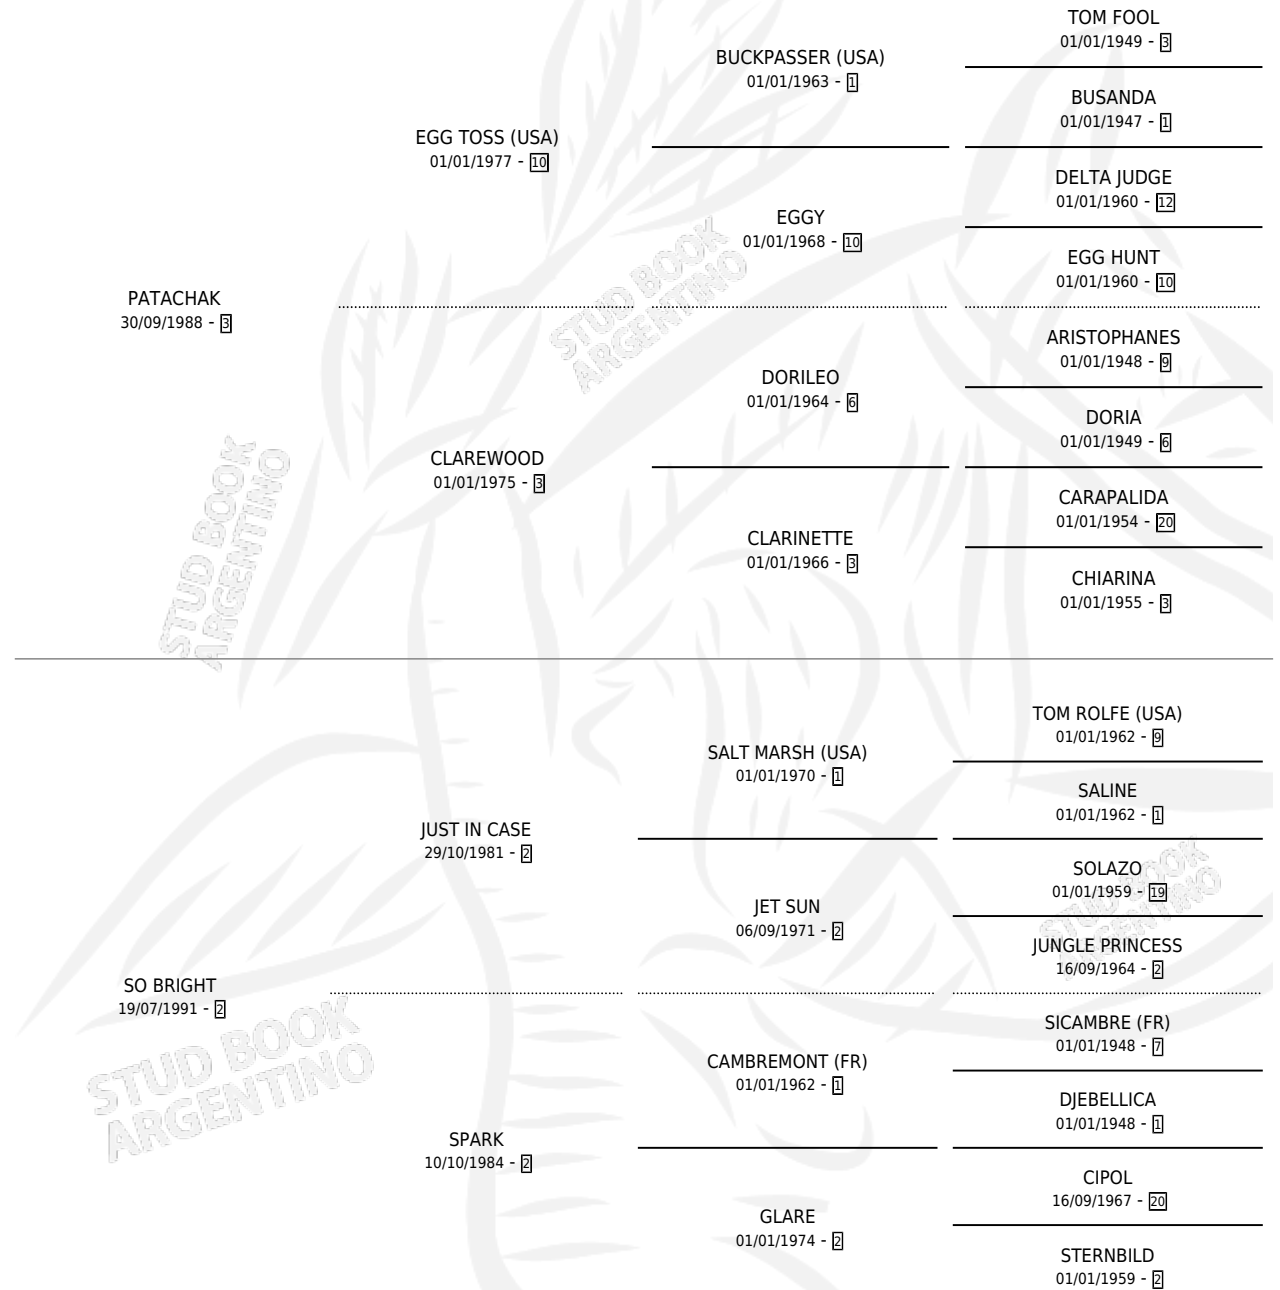 TOM FOOL
01/01/1949 - 3
BUCKPASSER (USA)
01/01/1963 - 1
BUSANDA
01/01/1947 - 1
EGG TOSS (USA)
01/01/1977 - 10
DELTA JUDGE
01/01/1960 - 12
EGGY
01/01/1968 - 10
EGG HUNT
01/01/1960 - 10
PATACHAK
30/09/1988 - 3
ARISTOPHANES
01/01/1948 - 9
DORILEO
01/01/1964 - 6
DORIA
01/01/1949 - 6
CLAREWOOD
01/01/1975 - 3
CARAPALIDA
01/01/1954 - 20
CLARINETTE
01/01/1966 - 3
CHIARINA
01/01/1955 - 3
TOM ROLFE (USA)
01/01/1962 - 9
SALT MARSH (USA)
01/01/1970 - 1
SALINE
01/01/1962 - 1
JUST IN CASE
29/10/1981 - 2
SOLAZO
01/01/1959 - 19
JET SUN
06/09/1971 - 2
JUNGLE PRINCESS
16/09/1964 - 2
SO BRIGHT
19/07/1991 - 2
SICAMBRE (FR)
01/01/1948 - 7
CAMBREMONT (FR)
01/01/1962 - 1
DJEBELLICA
01/01/1948 - 1
SPARK
10/10/1984 - 2
CIPOL
16/09/1967 - 20
GLARE
01/01/1974 - 2
STERNBILD
01/01/1959 - 2
STUD BOOK
ARGENTINO
STUD BOOK
ARGENTINO
STUD BOOK
ARGENTINO
STUD BOOK
ARGENTINO